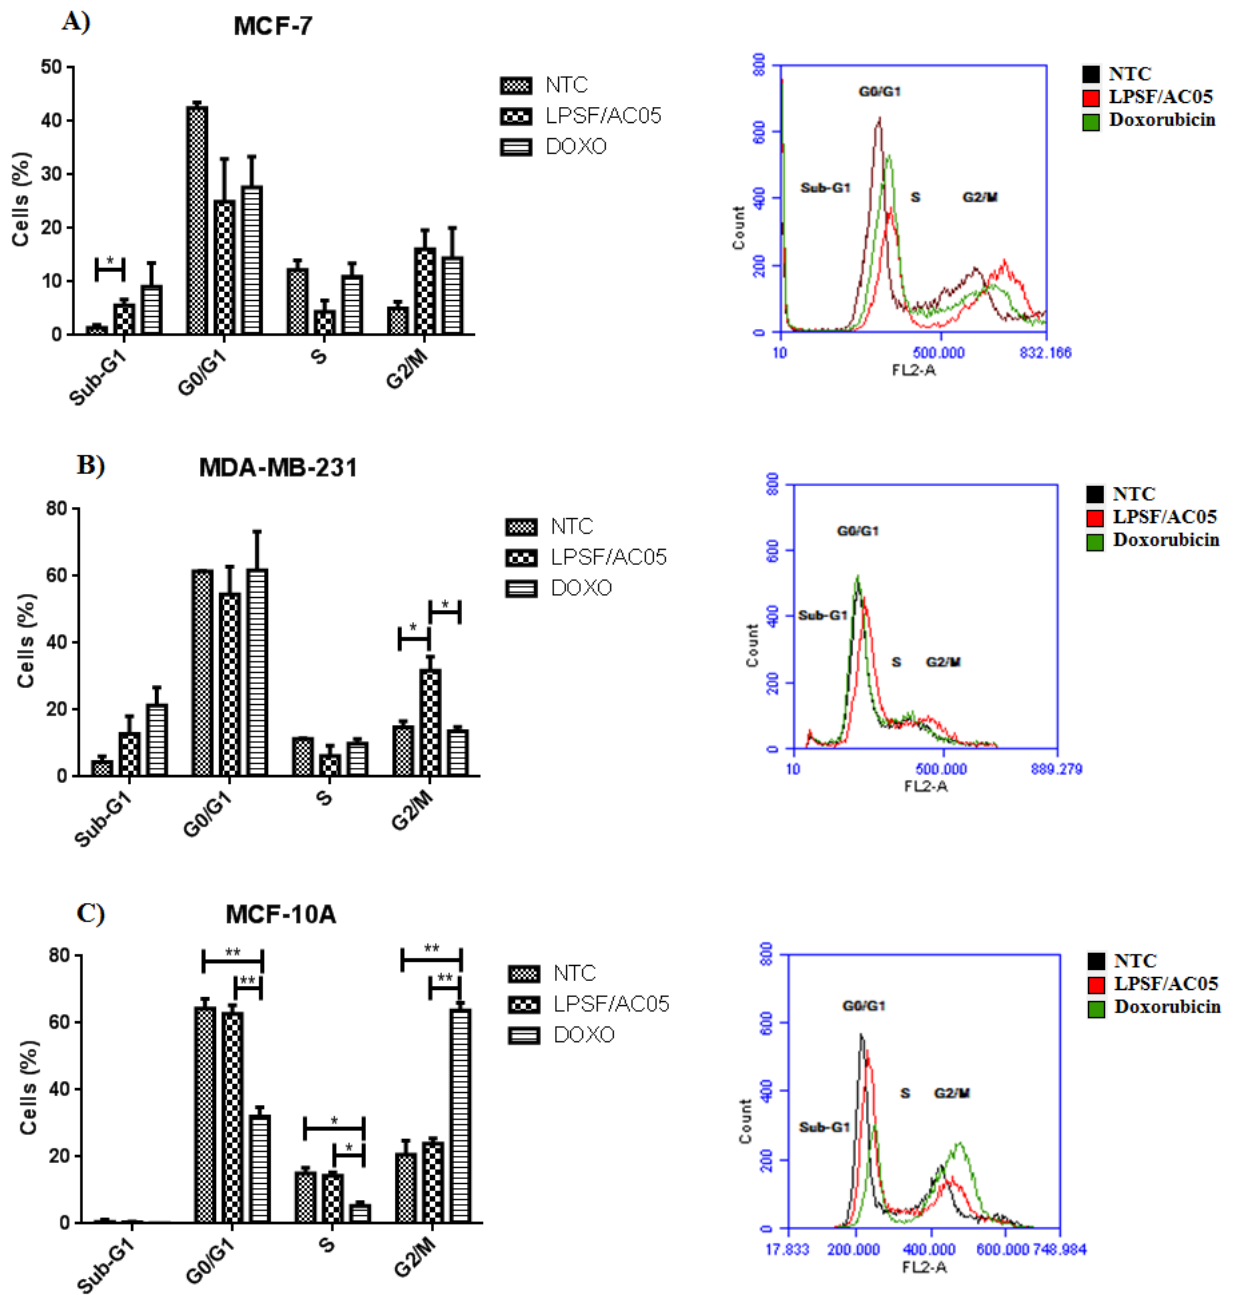 A)
MCF-7
50
40
30
20
10
0
Cells (%)
*
Sub-G1
G0/G1
S
G2/M
NTC
LPSF/AC05
DOXO
800
600
400
200
0
Count
G0/G1
Sub-G1
S
G2/M
10
500.000
832.166
FL2-A
NTC
LPSF/AC05
Doxorubicin
B)
MDA-MB-231
80
60
40
20
0
Cells (%)
*
*
Sub-G1
G0/G1
S
G2/M
NTC
LPSF/AC05
DOXO
800
600
400
200
0
Count
G0/G1
Sub-G1
S
G2/M
10
500.000
889.279
FL2-A
NTC
LPSF/AC05
Doxorubicin
C)
MCF-10A
80
60
40
20
0
Cells (%)
**
**
*
*
**
**
Sub-G1
G0/G1
S
G2/M
NTC
LPSF/AC05
DOXO
800
600
400
200
0
Count
G0/G1
Sub-G1
S
G2/M
17.833
200.000
400.000
600.000
748.984
FL2-A
NTC
LPSF/AC05
Doxorubicin